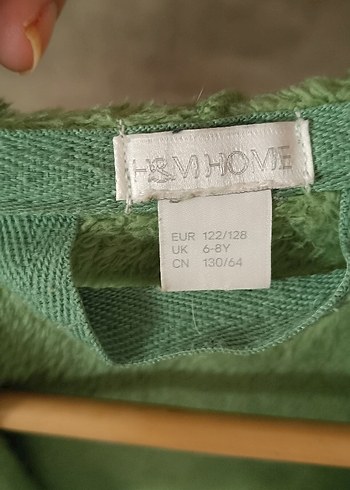 H&M HOME
EUR 122/128
UK 6-8Y
CN 130/64